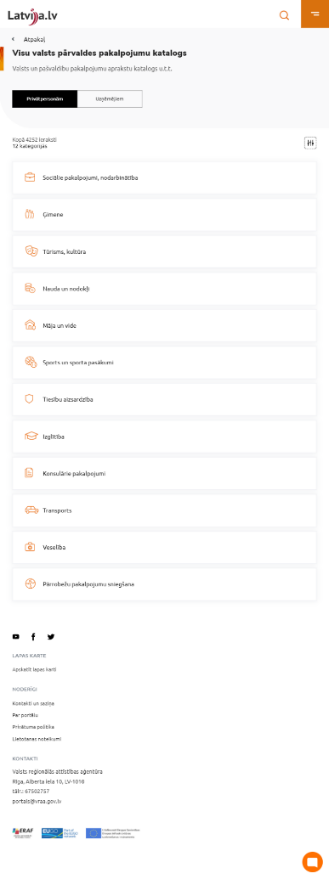 Latvija.lv
Atpakaļ
Visu valsts pārvaldes pakalpojumu katalogs
Valsts un pašvaldību pakalpojumu aprakstu katalogs u.t.t.
Privātpersonām
Uzņēmējiem
Kopā 4252 ieraksti
12 kategorijās
Sociālie pakalpojumi, nodarbinātība
Ģimene
Tūrisms, kultūra
Nauda un nodokļi
Māja un vide
Sports un sporta pasākumi
Tiesību aizsardzība
Izglītība
Konsulārie pakalpojumi
Transports
Veselība
Pārrobežu pakalpojumu sniegšana
LAPAS KARTE
Apskatīt lapas karti
NODERĪGI
Kontakti un saziņa
Par portālu
Privātuma politika
Lietošanas noteikumi
KONTAKTI
Valsts reģionālās attīstības aģentūra
Rīga, Alberta iela 10, LV-1010
tālr.: 67502757
portals@vraa.gov.lv
ERAF